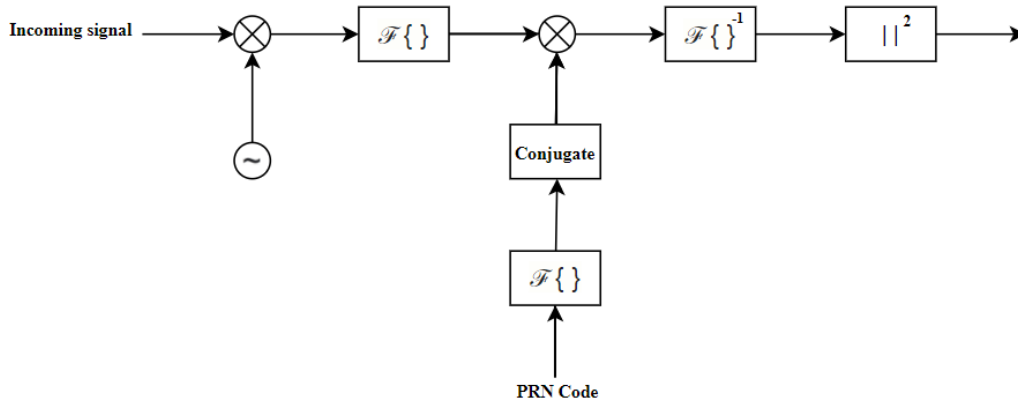 Incoming signal
ℱ { }
ℱ { }⁻¹
| |²
~
Conjugate
ℱ { }
PRN Code